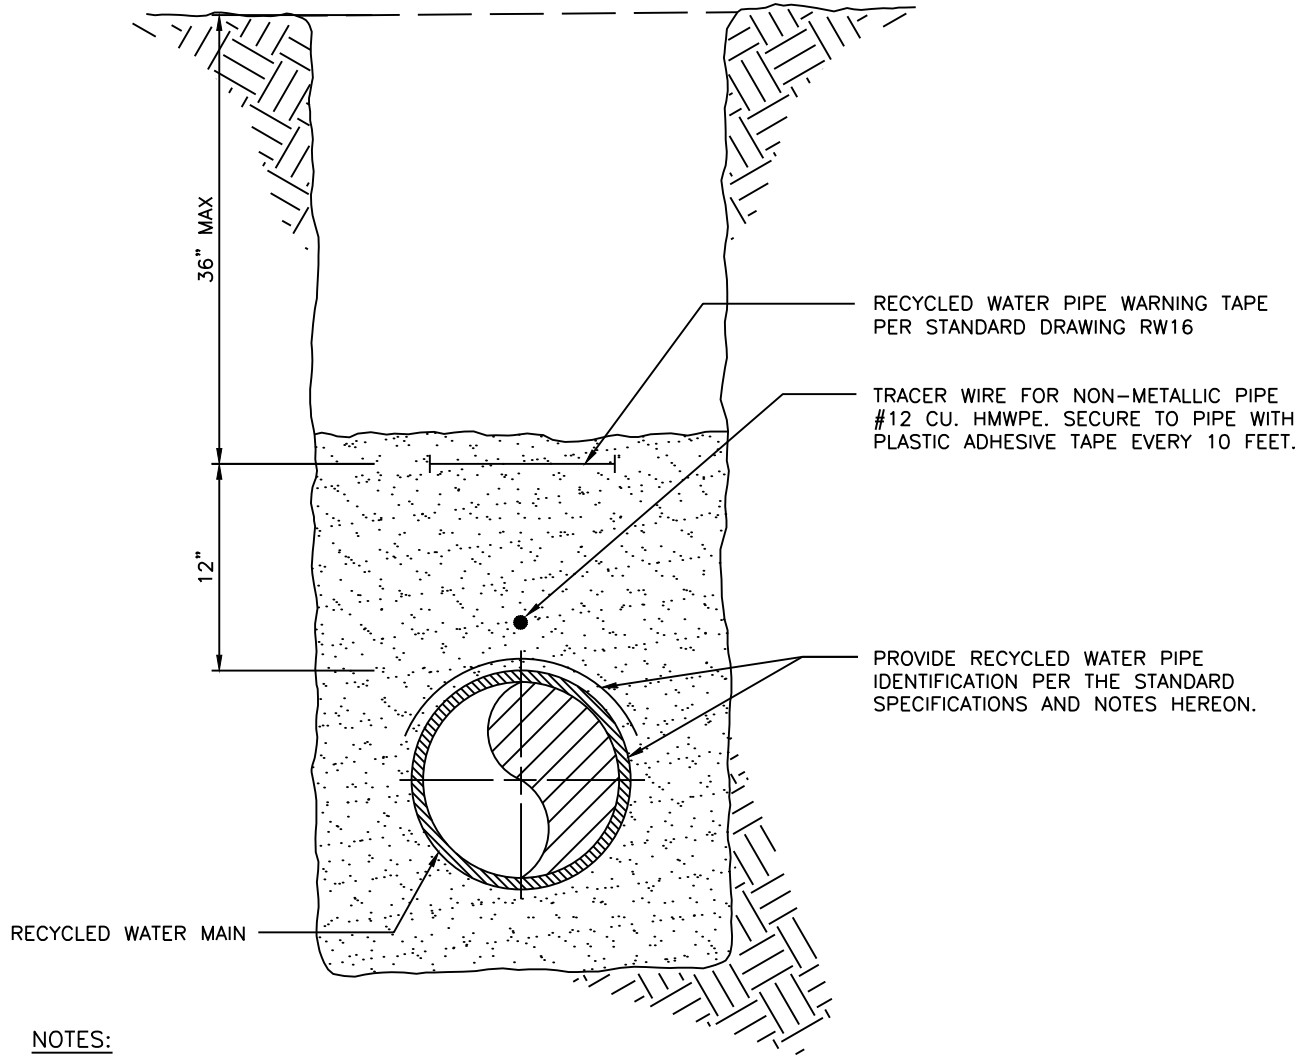 36" MAX
RECYCLED WATER PIPE WARNING TAPE
PER STANDARD DRAWING RW16
TRACER WIRE FOR NON-METALLIC PIPE
#12 CU. HMWPE. SECURE TO PIPE WITH
PLASTIC ADHESIVE TAPE EVERY 10 FEET.
12"
PROVIDE RECYCLED WATER PIPE
IDENTIFICATION PER THE STANDARD
SPECIFICATIONS AND NOTES HEREON.
RECYCLED WATER MAIN
NOTES: